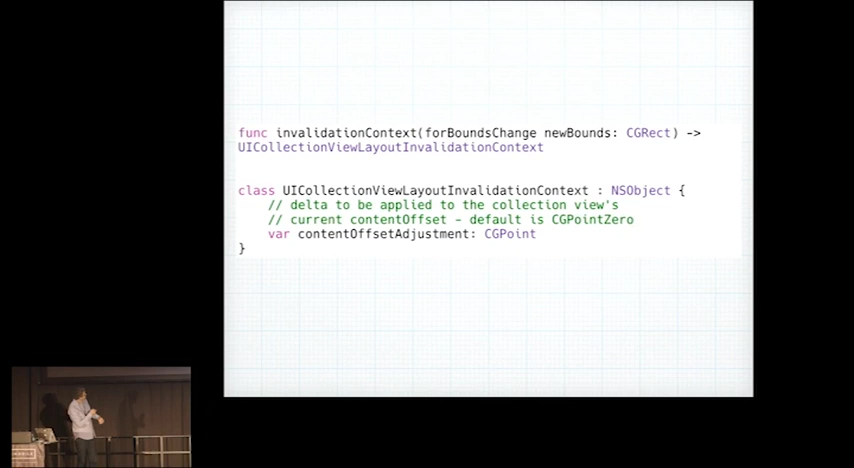 func invalidationContext(forBoundsChange newBounds: CGRect) ->
UICollectionViewLayoutInvalidationContext
class UICollectionViewLayoutInvalidationContext : NSObject {
// delta to be applied to the collection view's
// current contentOffset - default is CGPointZero
var contentOffsetAdjustment: CGPoint
}
MOBILE